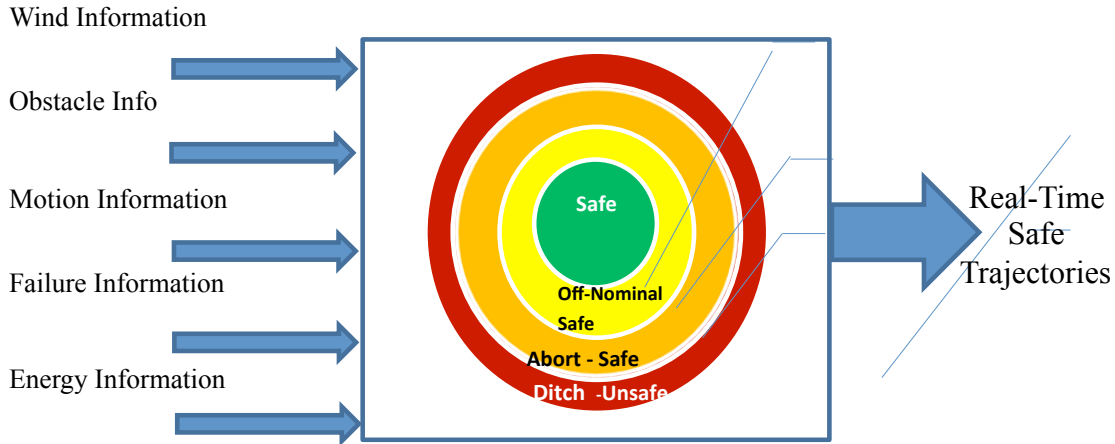 Wind Information
Obstacle Info
Motion Information
Failure Information
Energy Information
Safe
Off-Nominal
Safe
Abort - Safe
Ditch -Unsafe
Real-Time
Safe
Trajectories